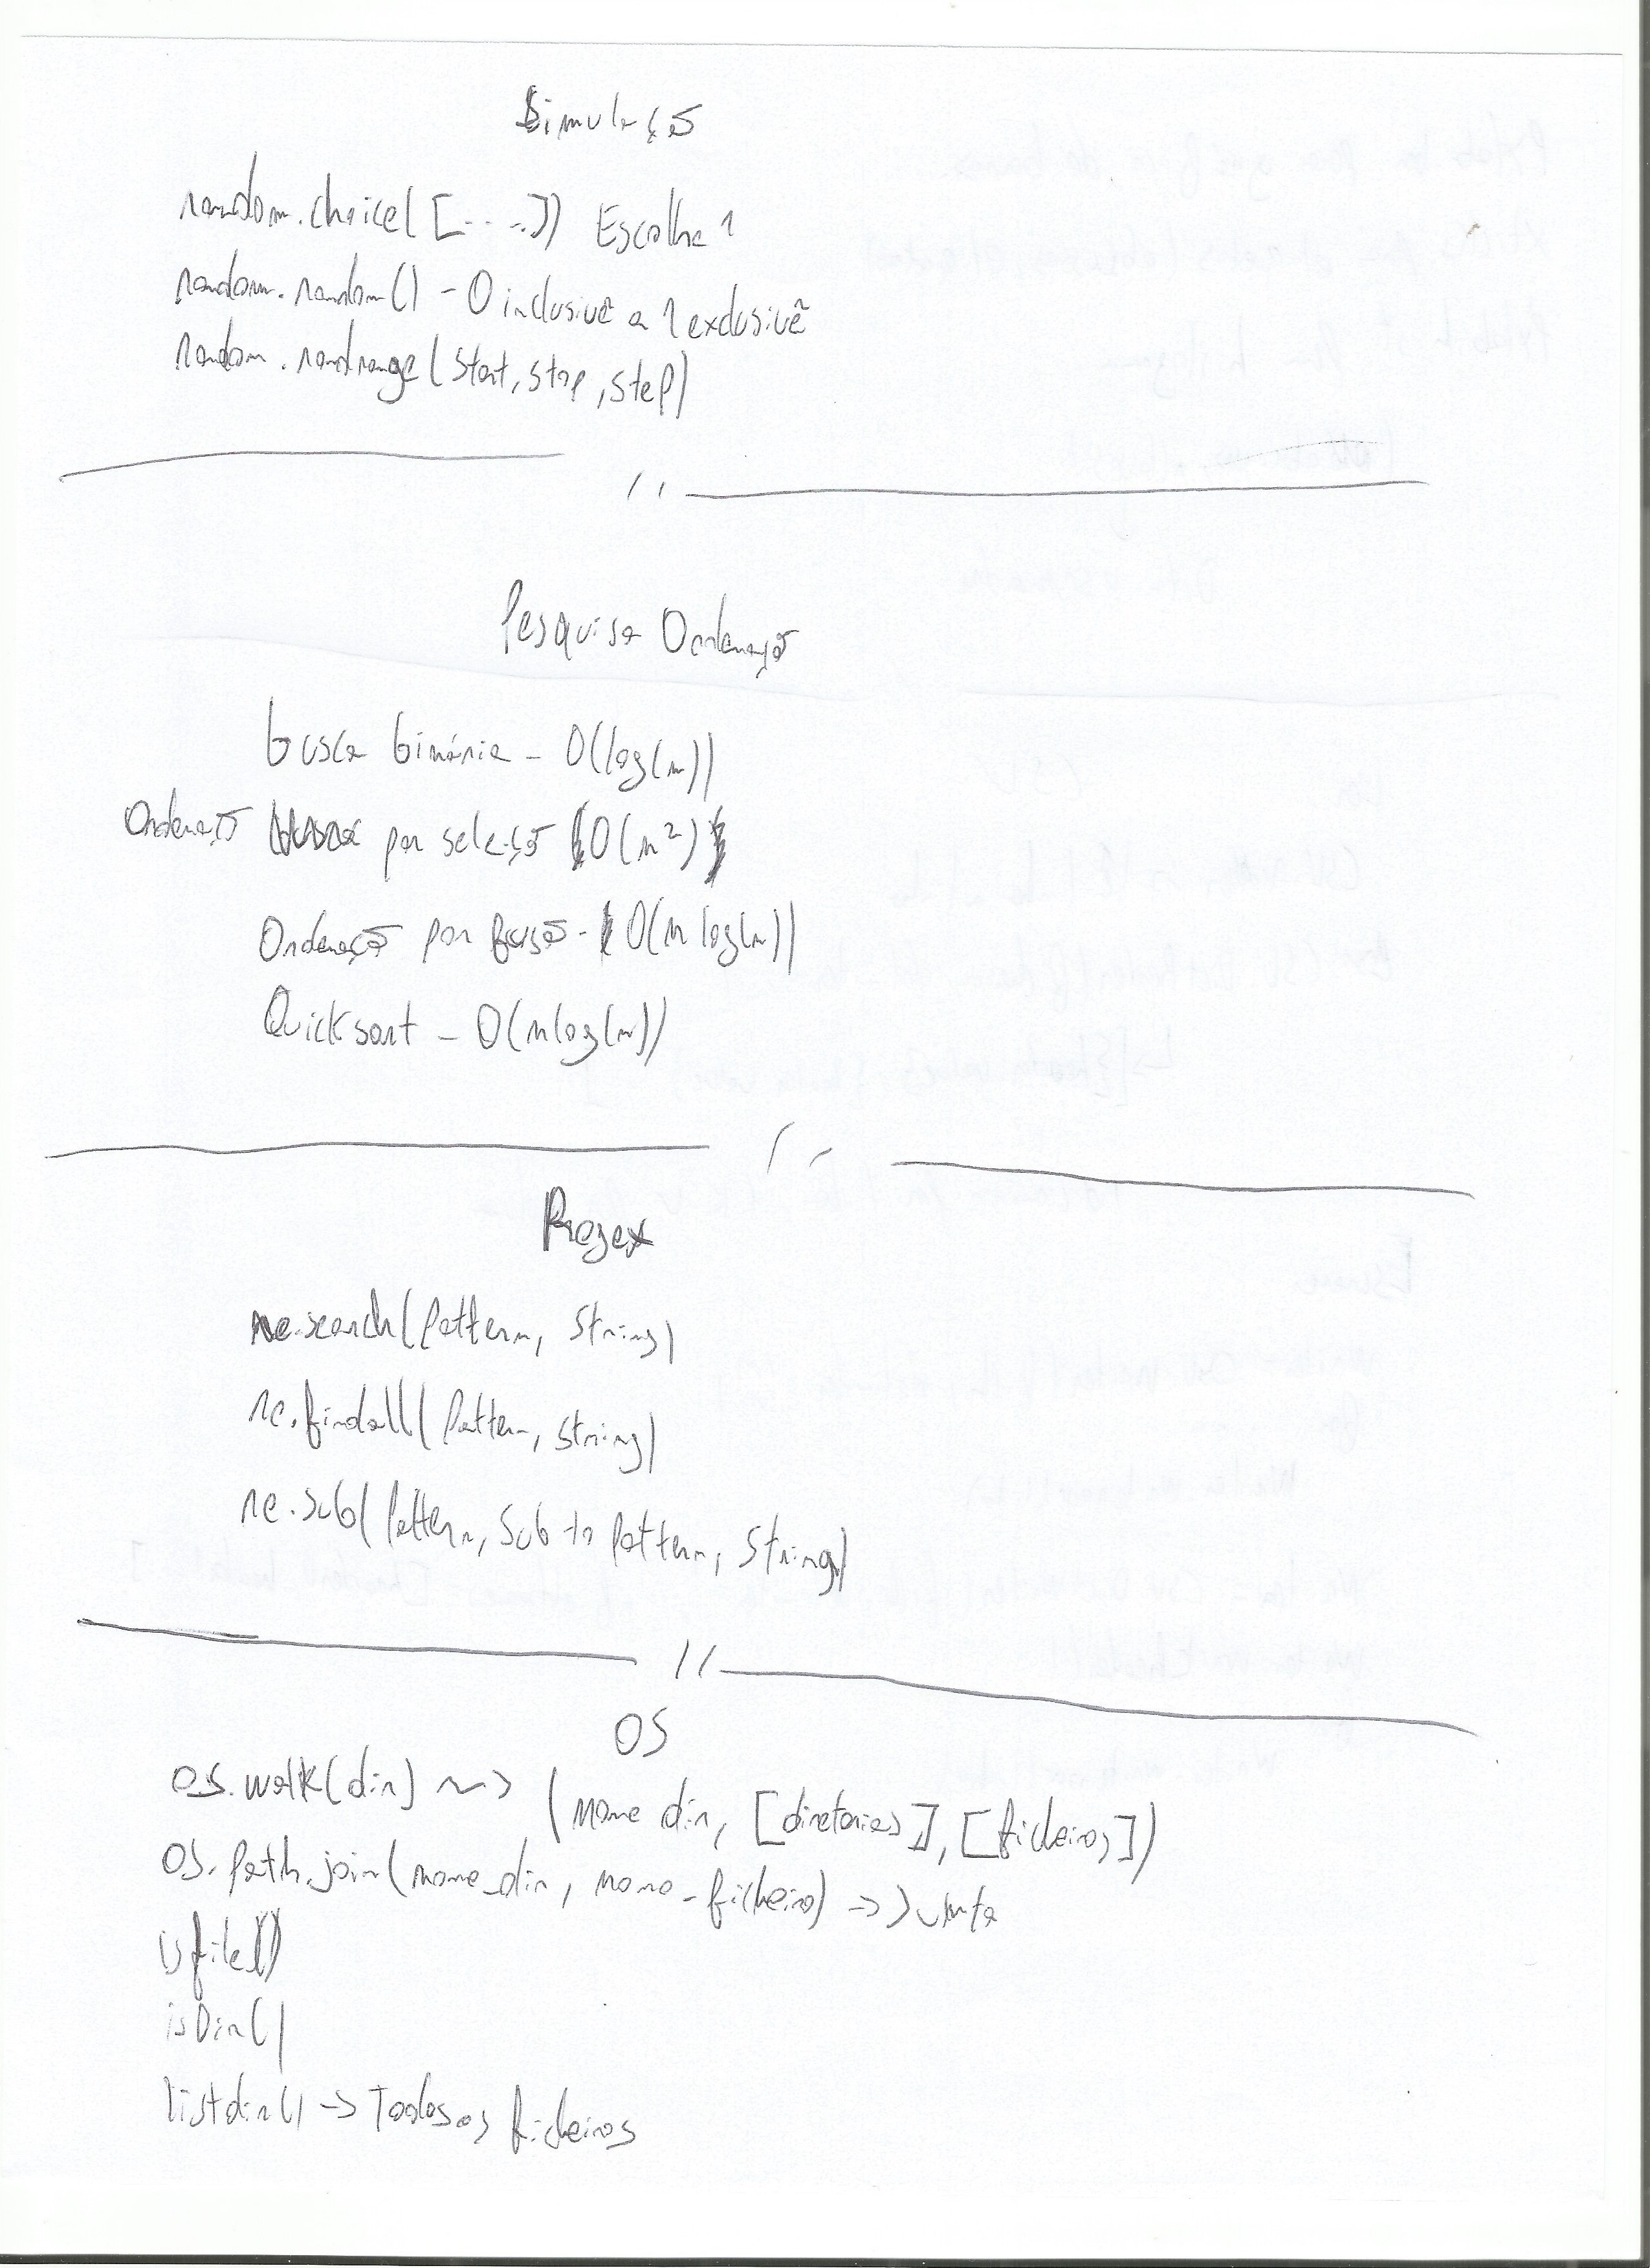 Simulação
random.choice([....]) Escolhe 1
random.random() - 0 inclusivê a 1 exclusivê
random.randrange(start, stop, step)
//
Pesquisa Ordenação
busca binária - O(log(n))
Ordenação por seleção O(n²)
Ordenação por fusão - O(n log(n))
Quicksort - O(n log(n))
Regex
re.search(Pattern, String)
re.findall(Pattern, String)
re.sub(Pattern, Sub to Pattern, String)
//
OS
OS.walk(dir) ~> (Nome dir, [diretorios], [ficheiros])
OS.Path.join(nome_dir, nome_ficheiro) ->
isfile()
isDir()
listdir() -> Todos os ficheiros